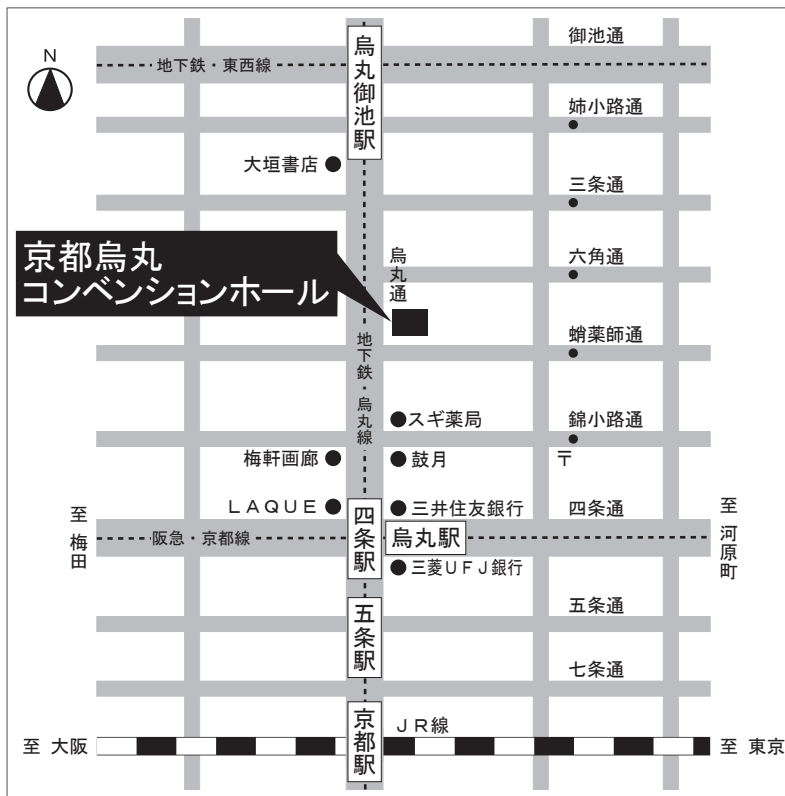 御池通
N
地下鉄・東西線
烏丸御池駅
姉小路通
大垣書店
三条通
京都烏丸
コンベンションホール
烏丸通
六角通
蛸薬師通
地下鉄・烏丸線
スギ薬局
錦小路通
梅軒画廊
鼓月
〒
LAQUE
三井住友銀行
四条通
至 梅田
阪急・京都線
四条駅
烏丸駅
至 河原町
三菱UFJ銀行
五条駅
五条通
七条通
京都駅
JR線
至 大阪
至 東京